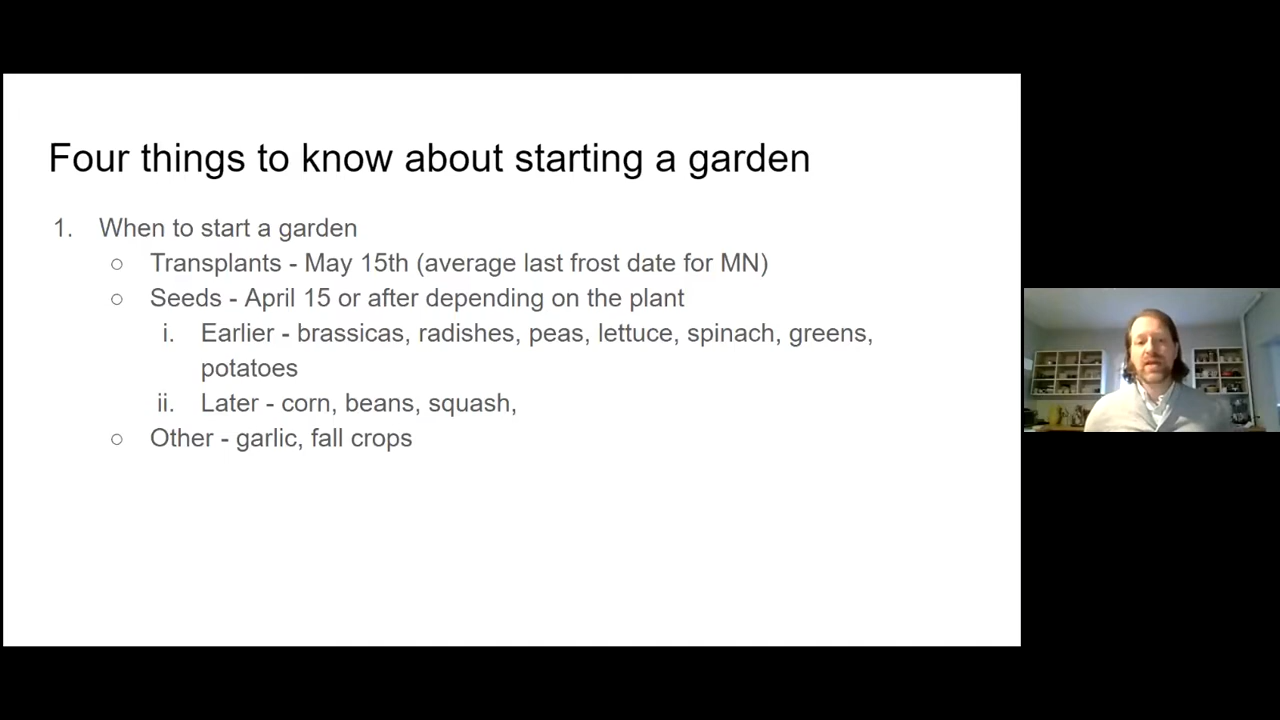 Four things to know about starting a garden
1. When to start a garden
○ Transplants - May 15th (average last frost date for MN)
○ Seeds - April 15 or after depending on the plant
i. Earlier - brassicas, radishes, peas, lettuce, spinach, greens,
potatoes
ii. Later - corn, beans, squash,
○ Other - garlic, fall crops